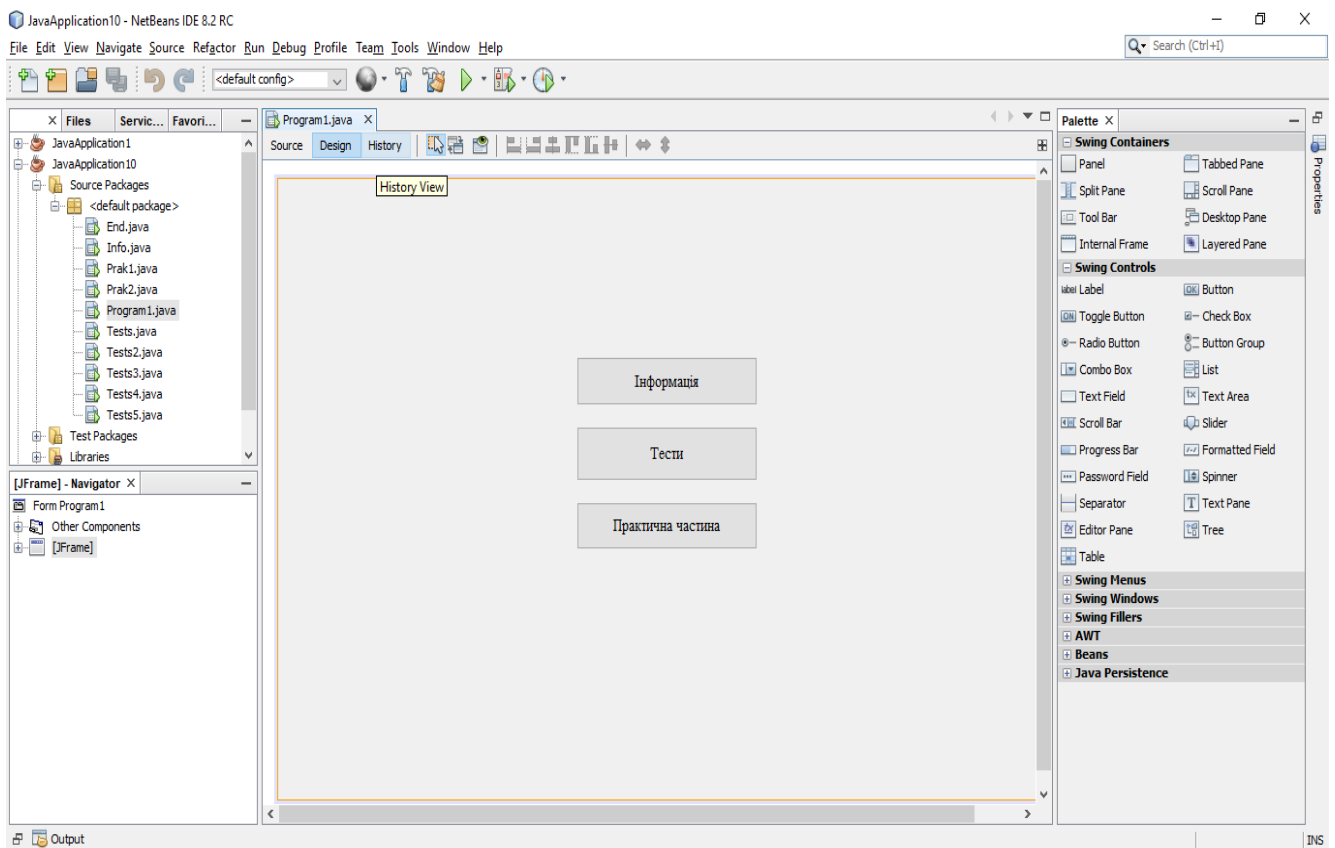 JavaApplication10 - NetBeans IDE 8.2 RC
File Edit View Navigate Source Refactor Run Debug Profile Team Tools Window Help
Search (Ctrl+I)
<default config>
Files Servic... Favori...
JavaApplication1
JavaApplication10
Source Packages
<default package>
End.java
Info.java
Prak1.java
Prak2.java
Program1.java
Tests.java
Tests2.java
Tests3.java
Tests4.java
Tests5.java
Test Packages
Libraries
[JFrame] - Navigator
Form Program1
Other Components
[JFrame]
Program1.java
Source Design History
History View
Інформація
Тести
Практична частина
Palette
Swing Containers
Panel Tabbed Pane
Split Pane Scroll Pane
Tool Bar Desktop Pane
Internal Frame Layered Pane
Swing Controls
label Label OK Button
ON Toggle Button Check Box
Radio Button Button Group
Combo Box List
Text Field Text Area
Scroll Bar Slider
Progress Bar Formatted Field
Password Field Spinner
Separator T Text Pane
Editor Pane Tree
Table
Swing Menus
Swing Windows
Swing Fillers
AWT
Beans
Java Persistence
Properties
Output
INS